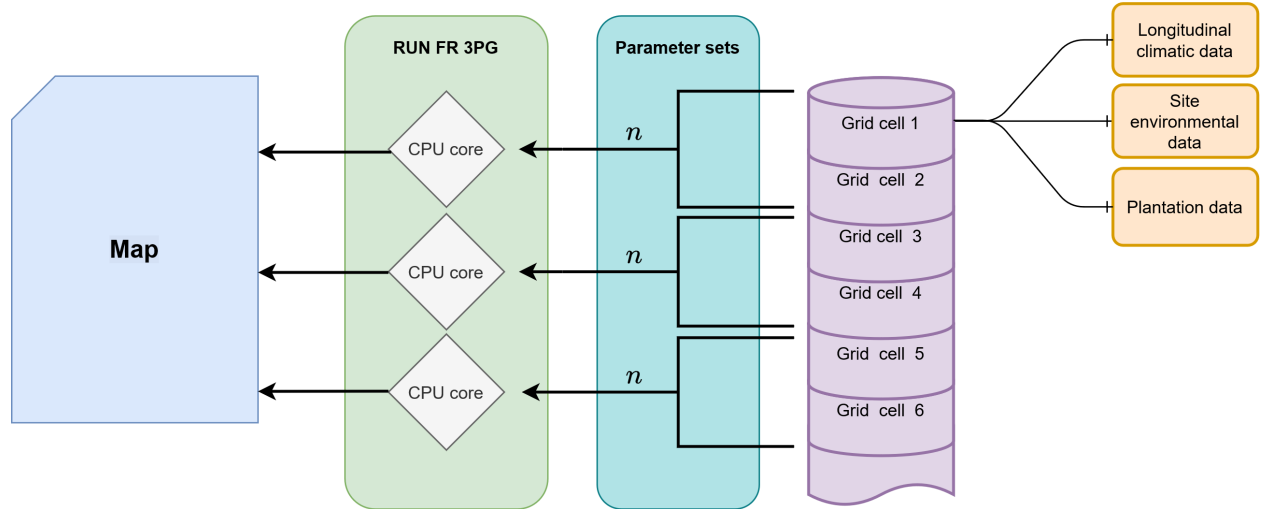 RUN FR 3PG
Parameter sets
Longitudinal
climatic data
Site
environmental
data
Plantation data
Grid cell 1
Grid cell 2
Grid cell 3
Grid cell 4
Grid cell 5
Grid cell 6
n
n
n
CPU core
CPU core
CPU core
Map